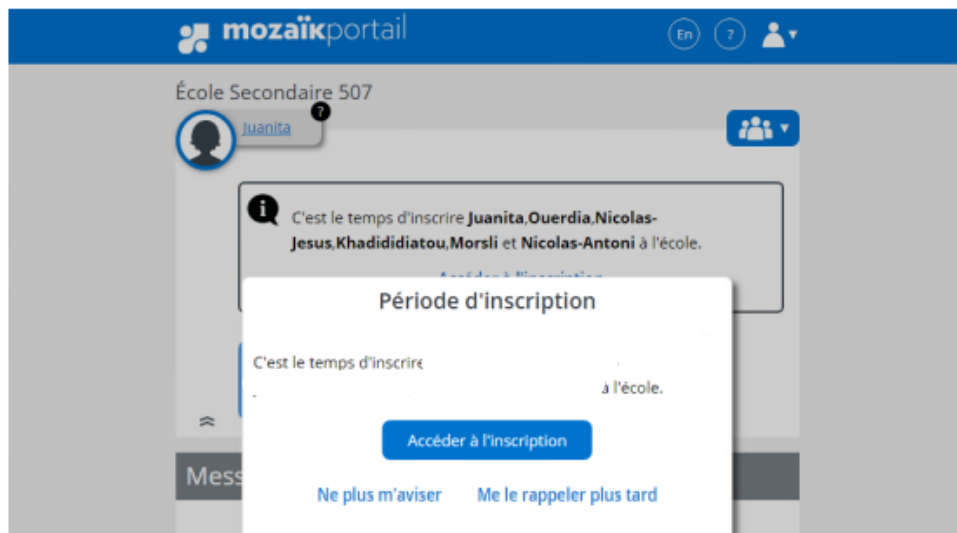 mozaïkportail
En
?
École Secondaire 507
?
Juanita
i
C'est le temps d'inscrire Juanita,Ouerdia,Nicolas-
Jesus,Khadididiatou,Morsli et Nicolas-Antoni à l'école.
Accéder à l'inscription
Période d'inscription
C'est le temps d'inscrire
à l'école.
Accéder à l'inscription
Ne plus m'aviser Me le rappeler plus tard
Mess